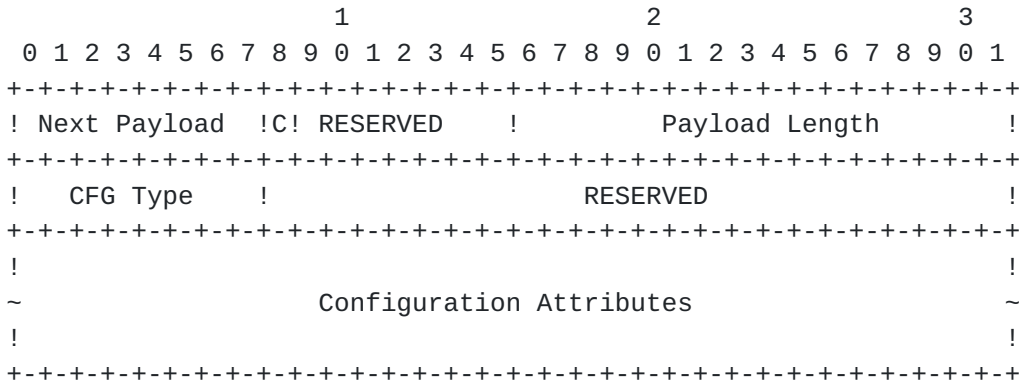 1                   2                   3
 0 1 2 3 4 5 6 7 8 9 0 1 2 3 4 5 6 7 8 9 0 1 2 3 4 5 6 7 8 9 0 1
+-+-+-+-+-+-+-+-+-+-+-+-+-+-+-+-+-+-+-+-+-+-+-+-+-+-+-+-+-+-+-+-+
! Next Payload  !C! RESERVED    !         Payload Length        !
+-+-+-+-+-+-+-+-+-+-+-+-+-+-+-+-+-+-+-+-+-+-+-+-+-+-+-+-+-+-+-+-+
!   CFG Type    !                    RESERVED                   !
+-+-+-+-+-+-+-+-+-+-+-+-+-+-+-+-+-+-+-+-+-+-+-+-+-+-+-+-+-+-+-+-+
!                                                               !
~                   Configuration Attributes                    ~
!                                                               !
+-+-+-+-+-+-+-+-+-+-+-+-+-+-+-+-+-+-+-+-+-+-+-+-+-+-+-+-+-+-+-+-+